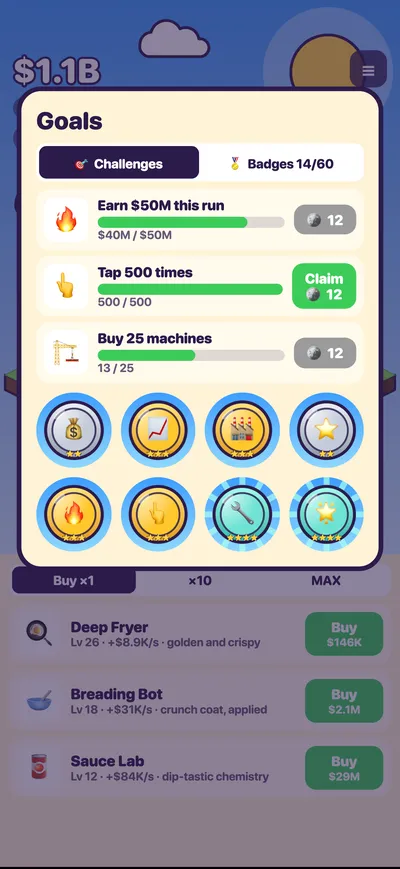 $1.1B
Goals
Challenges
Badges 14/60
Earn $50M this run
$40M / $50M
12
Tap 500 times
500 / 500
Claim
12
Buy 25 machines
13 / 25
12
Buy ×1
×10
MAX
Deep Fryer
Lv 26 · +$8.9K/s · golden and crispy
Buy
$146K
Breading Bot
Lv 18 · +$31K/s · crunch coat, applied
Buy
$2.1M
Sauce Lab
Lv 12 · +$84K/s · dip-tastic chemistry
Buy
$29M